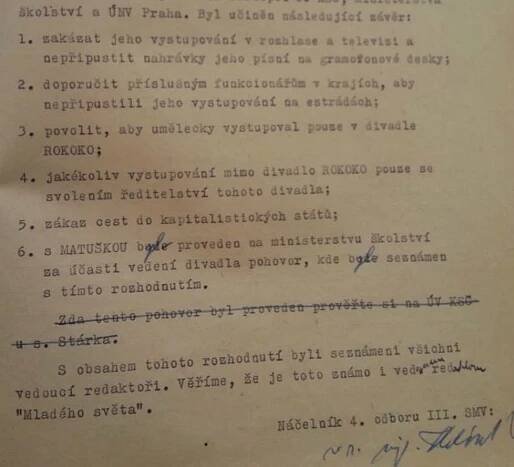 školství a ÚNV Praha. Byl učiněn následující závěr:
1. zakázat jeho vystupování v rozhlase a televisi a
nepřipustit nahrávky jeho písní na gramofonové desky;
2. doporučit příslušným funkcionářům v krajích, aby
nepřipustili jeho vystupování na estrádách;
3. povolit, aby umělecky vystupoval pouze v divadle
ROKOKO;
4. jakékoliv vystupování mimo divadlo ROKOKO pouze se
svolením ředitelství tohoto divadla;
5. zákaz cest do kapitalistických států;
6. s MATUŠKOU byl proveden na ministerstvu školství
za účasti vedení divadla pohovor, kde byl seznámen
s tímto rozhodnutím.
Zda tento pohovor byl proveden prověřte si na ÚV KSČ
u s. Stárka.
S obsahem tohoto rozhodnutí byli seznámeni všichni
vedoucí redaktoři. Věříme, že je toto známo i
"Mladého světa".
Náčelník 4. odboru III. SMV: